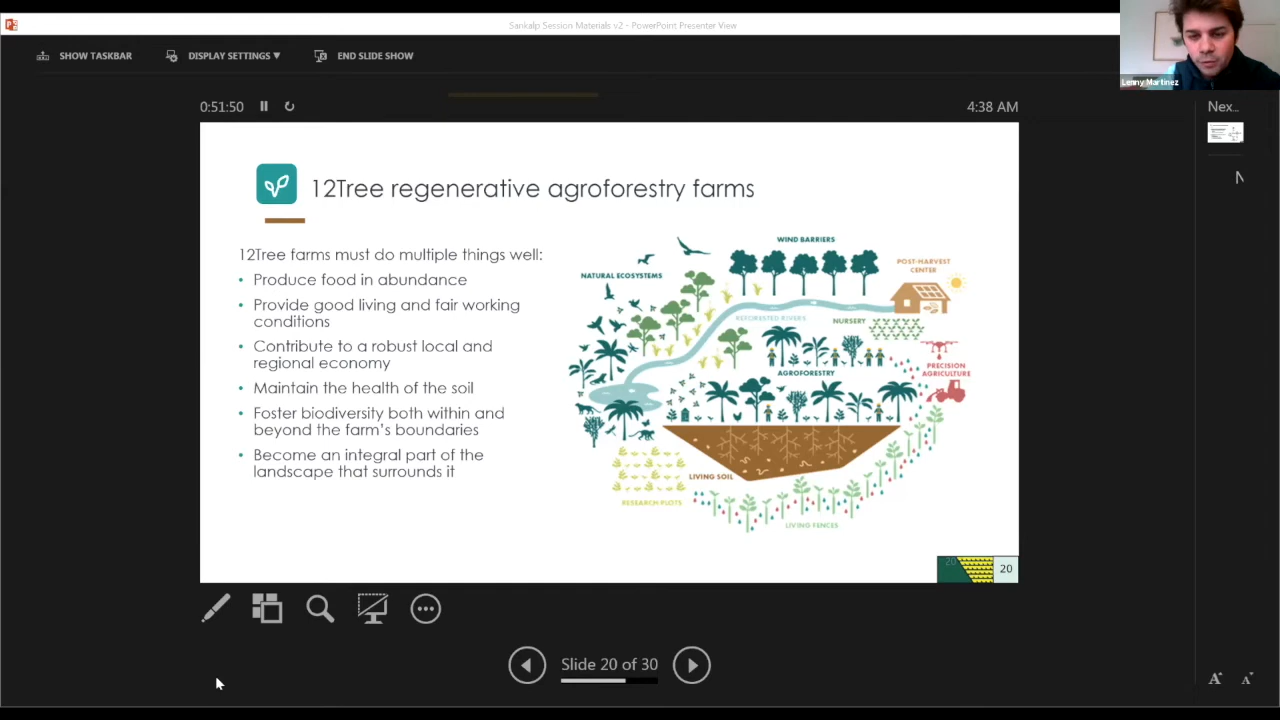 Sankalp Session Materials v2 - PowerPoint Presenter View
SHOW TASKBAR
DISPLAY SETTINGS ▼
END SLIDE SHOW
Lenny Martinez
0:51:50
4:38 AM
Nex...
12Tree regenerative agroforestry farms
12Tree farms must do multiple things well:
• Produce food in abundance
• Provide good living and fair working
conditions
• Contribute to a robust local and
regional economy
• Maintain the health of the soil
• Foster biodiversity both within and
beyond the farm's boundaries
• Become an integral part of the
landscape that surrounds it
WIND BARRIERS
POST-HARVEST
CENTER
NATURAL ECOSYSTEMS
REFORESTED RIVERS
NURSERY
PRECISION
AGRICULTURE
AGROFORESTRY
LIVING SOIL
RESEARCH PLOTS
LIVING FENCES
20
20
Slide 20 of 30